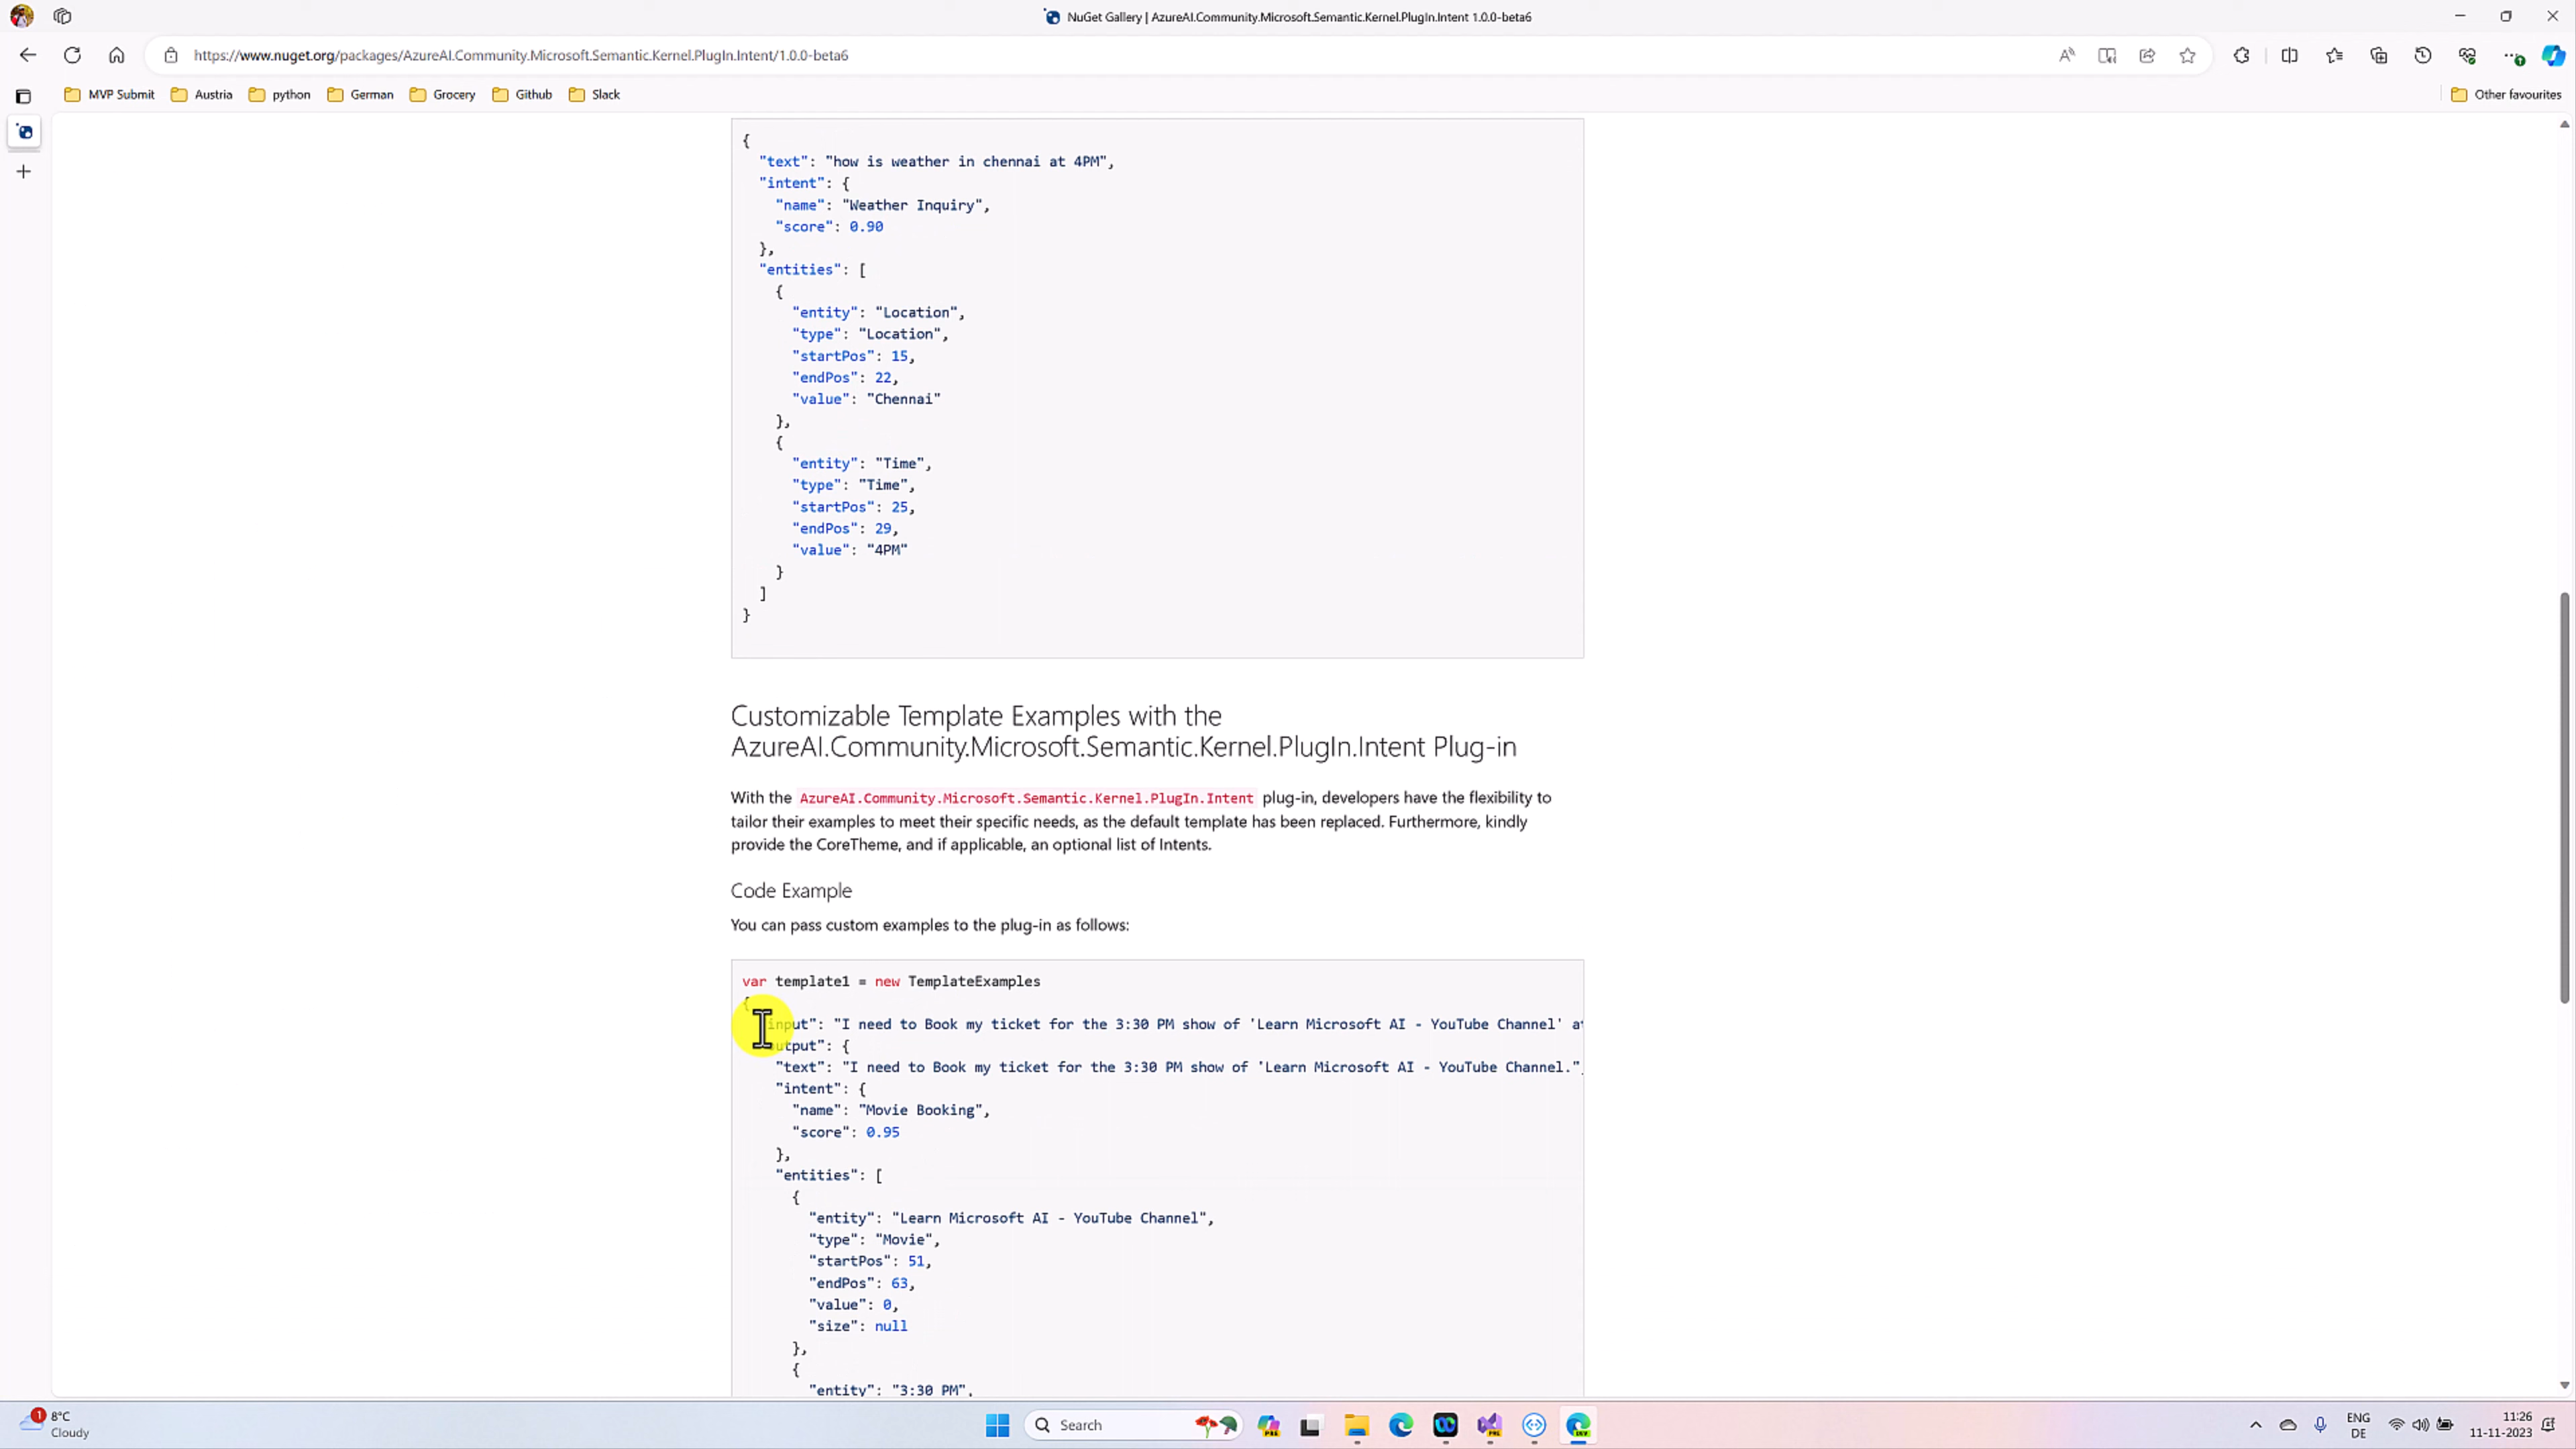 NuGet Gallery | AzureAI.Community.Microsoft.Semantic.Kernel.PlugIn.Intent 1.0.0-beta6
https://www.nuget.org/packages/AzureAI.Community.Microsoft.Semantic.Kernel.PlugIn.Intent/1.0.0-beta6
MVP Submit Austria python German Grocery Github Slack Other favourites
{
"text": "how is weather in chennai at 4PM",
"intent": {
"name": "Weather Inquiry",
"score": 0.90
},
"entities": [
{
"entity": "Location",
"type": "Location",
"startPos": 15,
"endPos": 22,
"value": "Chennai"
},
{
"entity": "Time",
"type": "Time",
"startPos": 25,
"endPos": 29,
"value": "4PM"
}
]
}
Customizable Template Examples with the
AzureAI.Community.Microsoft.Semantic.Kernel.PlugIn.Intent Plug-in
With the AzureAI.Community.Microsoft.Semantic.Kernel.PlugIn.Intent plug-in, developers have the flexibility to
tailor their examples to meet their specific needs, as the default template has been replaced. Furthermore, kindly
provide the CoreTheme, and if applicable, an optional list of Intents.
Code Example
You can pass custom examples to the plug-in as follows:
var template1 = new TemplateExamples
{
input": "I need to Book my ticket for the 3:30 PM show of 'Learn Microsoft AI - YouTube Channel' at
utput": {
"text": "I need to Book my ticket for the 3:30 PM show of 'Learn Microsoft AI - YouTube Channel.",
"intent": {
"name": "Movie Booking",
"score": 0.95
},
"entities": [
{
"entity": "Learn Microsoft AI - YouTube Channel",
"type": "Movie",
"startPos": 51,
"endPos": 63,
"value": 0,
"size": null
},
{
"entity": "3:30 PM",
1 8°C
Cloudy
Search
ENG
DE
11:26
11-11-2023